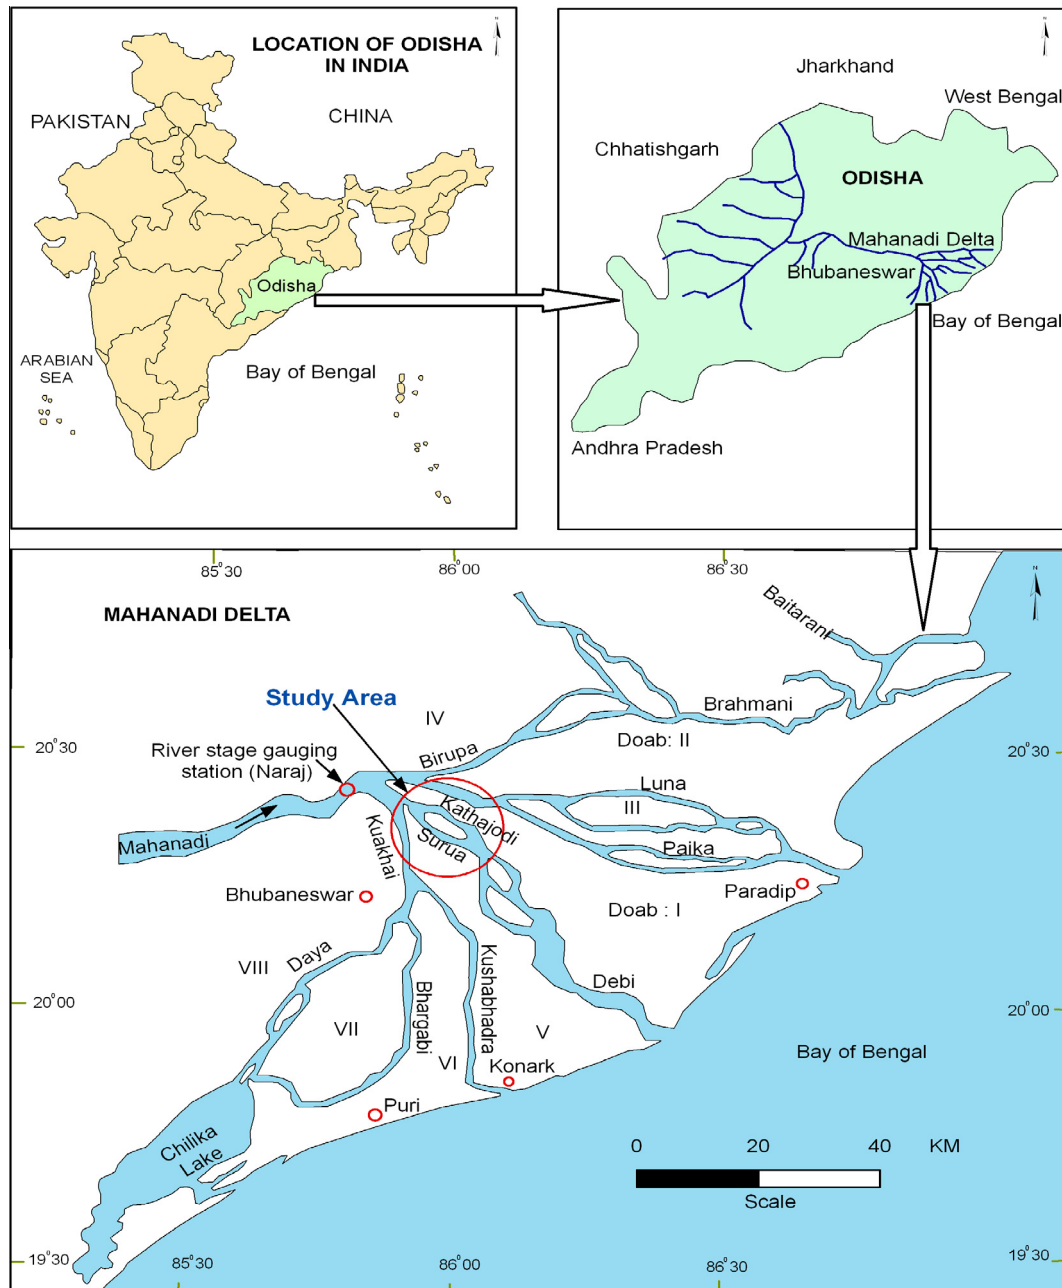 N
LOCATION OF ODISHA
IN INDIA
CHINA
PAKISTAN
Odisha
ARABIAN
SEA
Bay of Bengal
N
Jharkhand
West Bengal
Chhatishgarh
ODISHA
Mahanadi Delta
Bhubaneswar
Bay of Bengal
Andhra Pradesh
85°30
86°00
86°30
N
MAHANADI DELTA
Baitarani
Study Area
Brahmani
IV
Doab: II
20°30
River stage gauging
station (Naraj)
Birupa
20°30
Luna
III
Kathajodi
Mahanadi
Kuakhai
Surua
Paika
Bhubaneswar
Paradip
Doab : I
VIII
Daya
Bhargabi
Kushabhadra
Debi
20°00
20°00
VII
V
VI
Konark
Bay of Bengal
Puri
Chilika
Lake
0 20 40 KM
Scale
19°30
85°30
86°00
86°30
19°30